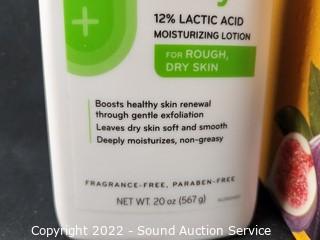 12% LACTIC ACID
MOISTURIZING LOTION
FOR ROUGH,
DRY SKIN
Boosts healthy skin renewal
through gentle exfoliation
Leaves dry skin soft and smooth
Deeply moisturizes, non-greasy
FRAGRANCE-FREE, PARABEN-FREE
NET WT. 20 oz (567 g)
Copyright 2022 - Sound Auction Service